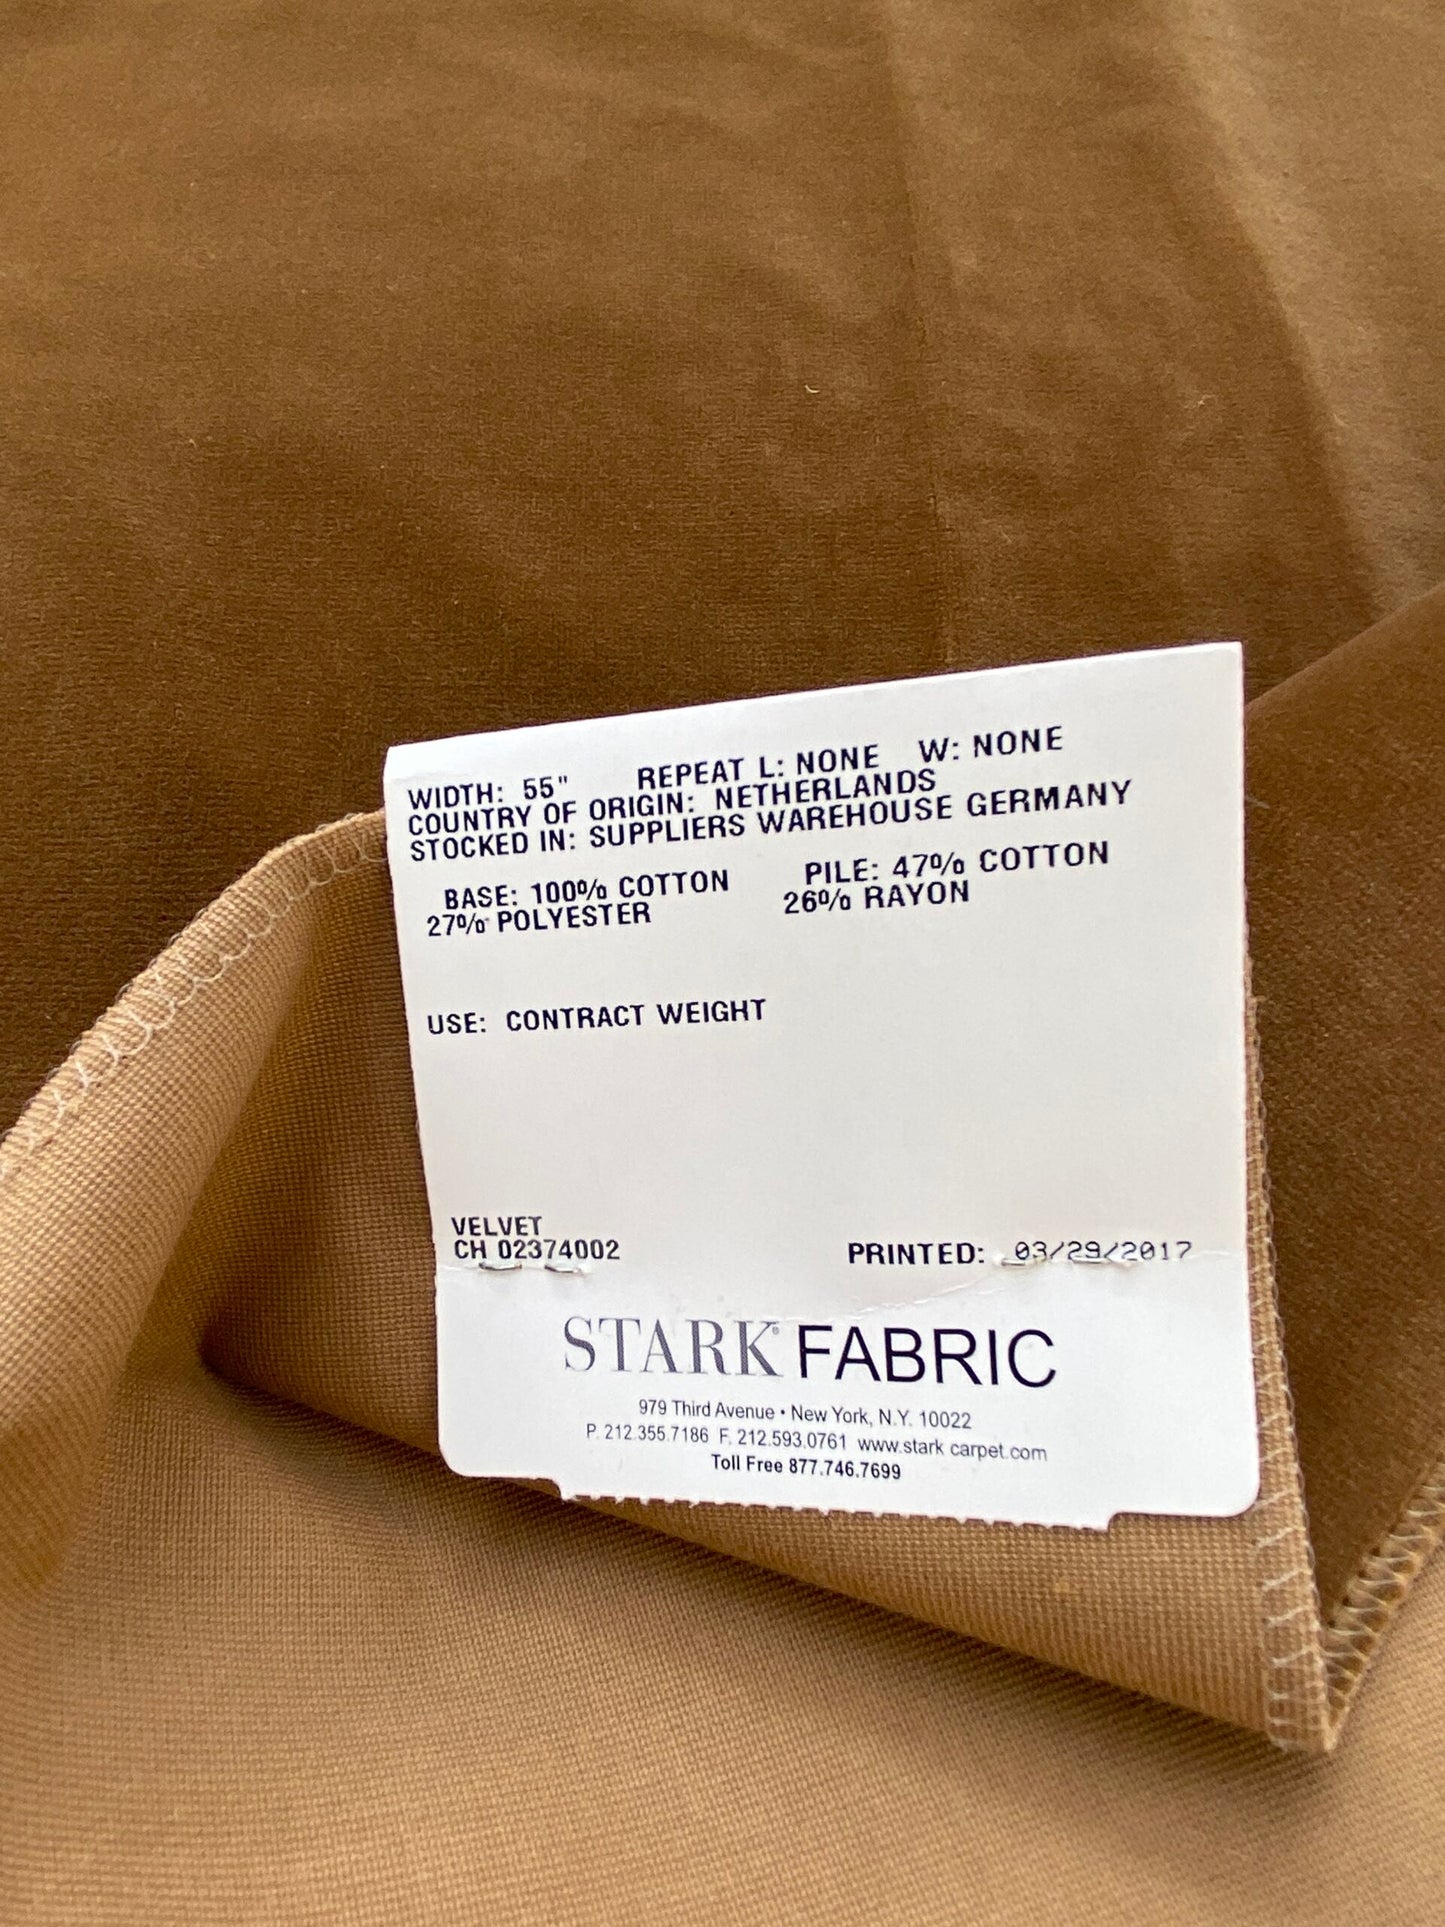 WIDTH: 55" REPEAT L: NONE W: NONE
COUNTRY OF ORIGIN: NETHERLANDS
STOCKED IN: SUPPLIERS WAREHOUSE GERMANY
BASE: 100% COTTON PILE: 47% COTTON
27% POLYESTER 26% RAYON
USE: CONTRACT WEIGHT
VELVET
CH 02374002 PRINTED: 03/29/2017
STARK® FABRIC
979 Third Avenue • New York, N.Y. 10022
P. 212.355.7186 F. 212.593.0761 www.stark carpet.com
Toll Free 877.746.7699